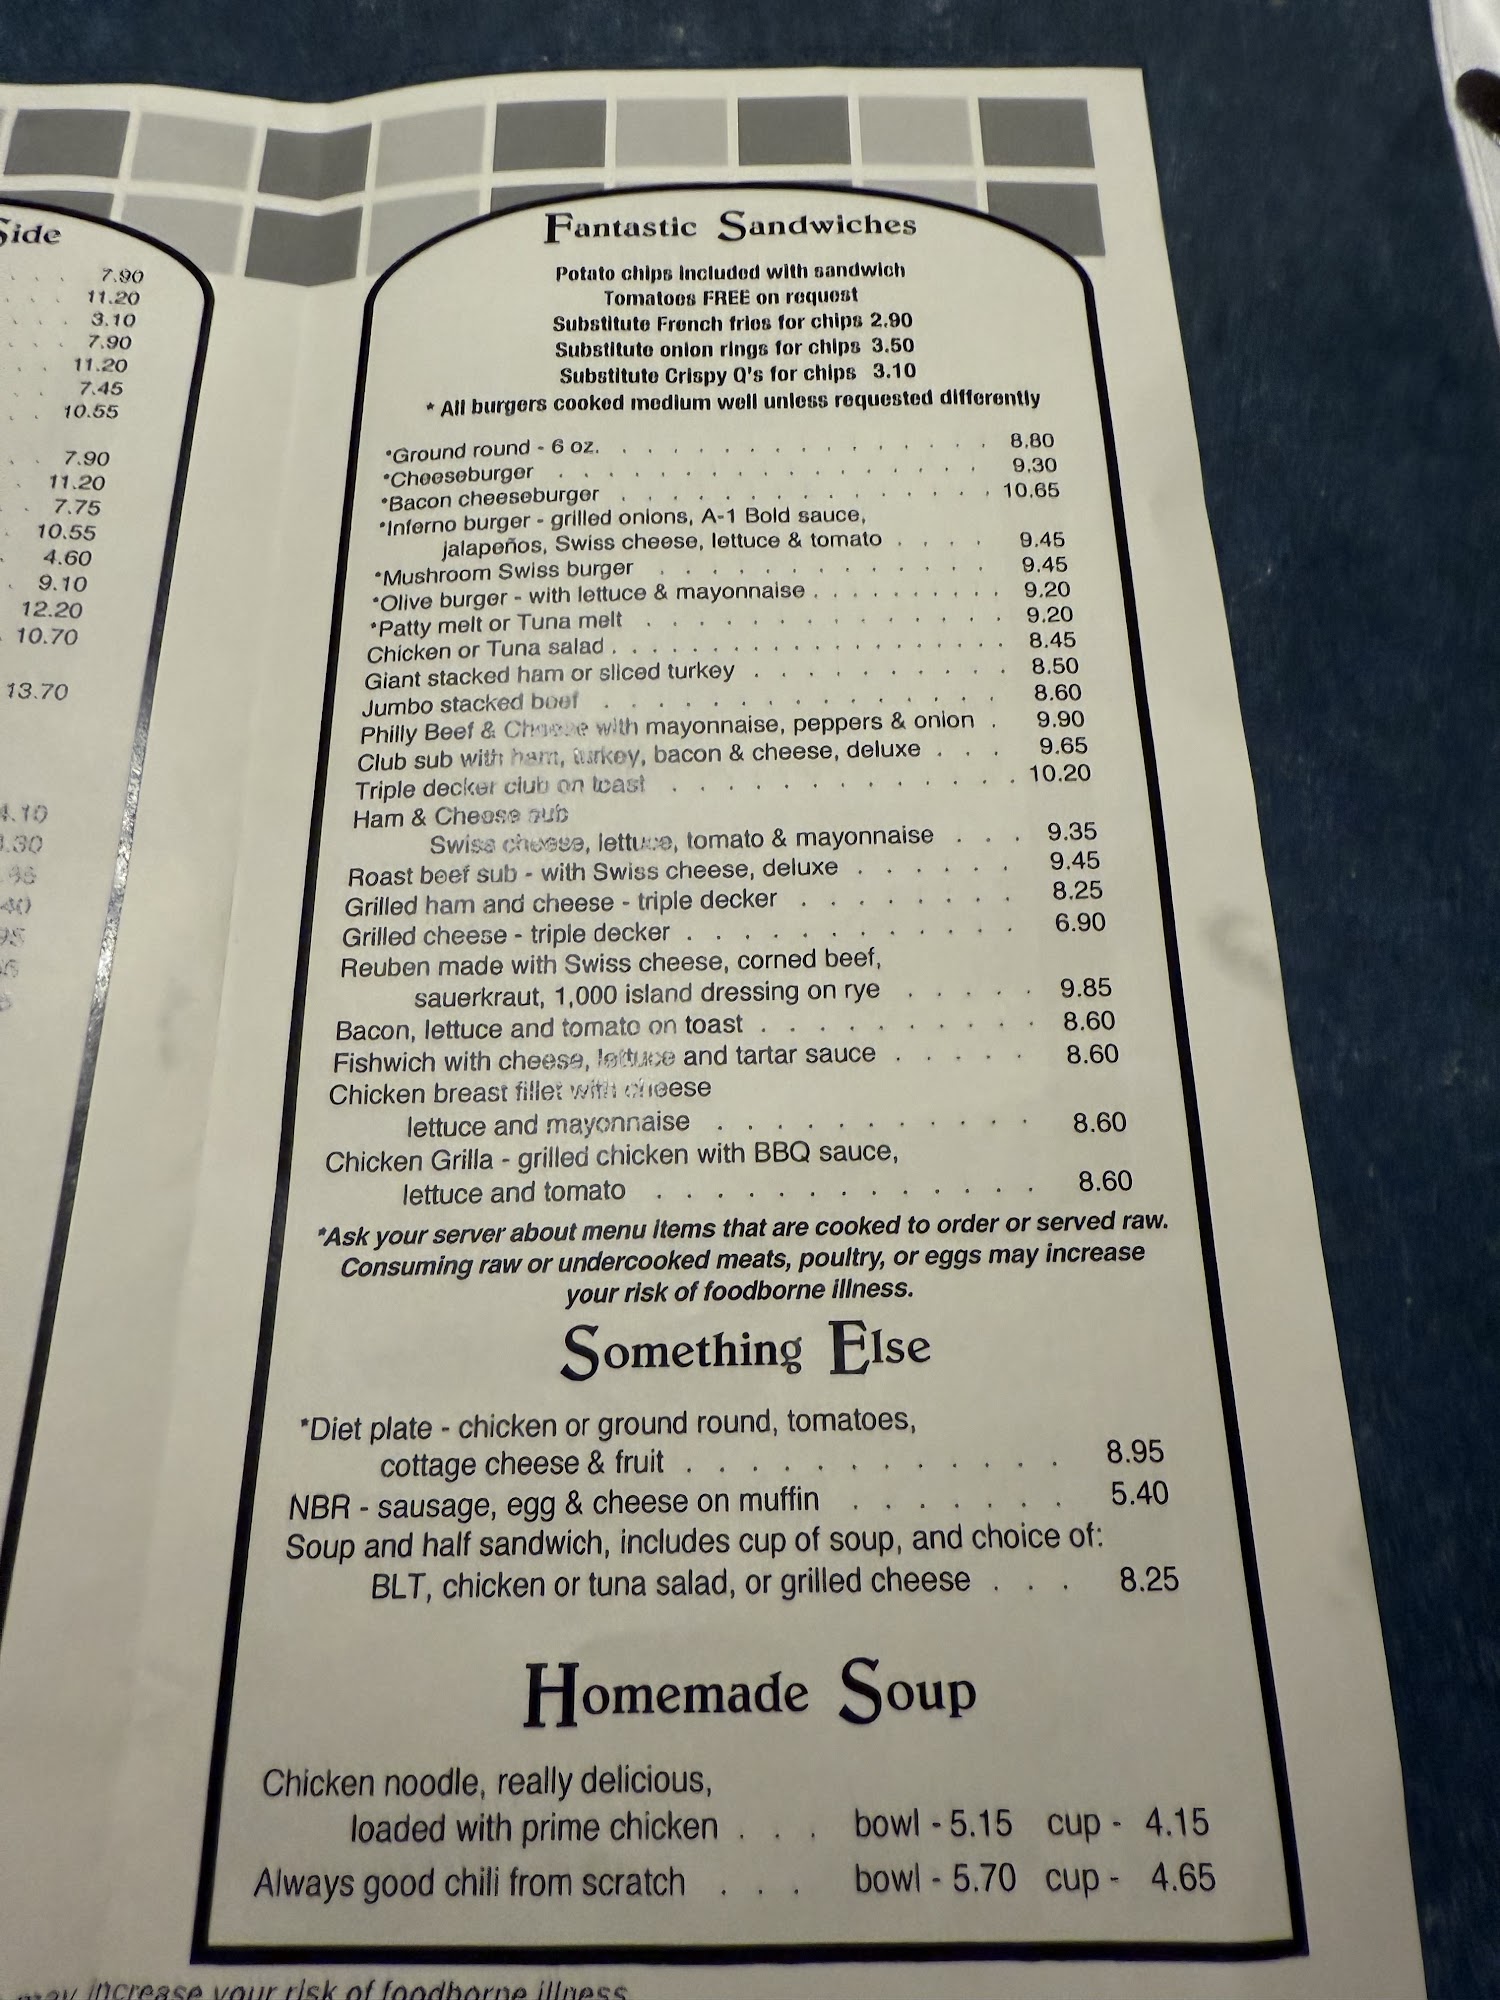 Side
7.90
11.20
3.10
7.90
11.20
7.45
10.55
7.90
11.20
7.75
10.55
4.60
9.10
12.20
10.70
13.70
Fantastic Sandwiches
Potato chips included with sandwich
Tomatoes FREE on request
Substitute French fries for chips 2.90
Substitute onion rings for chips 3.50
Substitute Crispy Q's for chips 3.10
* All burgers cooked medium well unless requested differently
*Ground round - 6 oz. . . . . . . . . . . . . . . . 8.80
*Cheeseburger . . . . . . . . . . . . . . . . . 9.30
*Bacon cheeseburger . . . . . . . . . . . . . . . 10.65
*Inferno burger - grilled onions, A-1 Bold sauce,
jalapeños, Swiss cheese, lettuce & tomato . . . . 9.45
*Mushroom Swiss burger . . . . . . . . . . . . . 9.45
*Olive burger - with lettuce & mayonnaise . . . . . . . . . . 9.20
*Patty melt or Tuna melt . . . . . . . . . . . . . . 9.20
Chicken or Tuna salad . . . . . . . . . . . . . . . . . . 8.45
Giant stacked ham or sliced turkey . . . . . . . . . . 8.50
Jumbo stacked beef . . . . . . . . . . . . . . . 8.60
Philly Beef & Cheese with mayonnaise, peppers & onion . 9.90
Club sub with ham, turkey, bacon & cheese, deluxe . . . 9.65
Triple decker club on toast . . . . . . . . . . . . . 10.20
Ham & Cheese sub
Swiss cheese, lettuce, tomato & mayonnaise . . . 9.35
Roast beef sub - with Swiss cheese, deluxe . . . . . . 9.45
Grilled ham and cheese - triple decker . . . . . . . . 8.25
Grilled cheese - triple decker . . . . . . . . . . . . 6.90
Reuben made with Swiss cheese, corned beef,
sauerkraut, 1,000 island dressing on rye . . . . . 9.85
Bacon, lettuce and tomato on toast . . . . . . . . . . 8.60
Fishwich with cheese, lettuce and tartar sauce . . . . . 8.60
Chicken breast fillet with cheese
lettuce and mayonnaise . . . . . . . . . . . 8.60
Chicken Grilla - grilled chicken with BBQ sauce,
lettuce and tomato . . . . . . . . . . . . . 8.60
*Ask your server about menu items that are cooked to order or served raw.
Consuming raw or undercooked meats, poultry, or eggs may increase
your risk of foodborne illness.
Something Else
*Diet plate - chicken or ground round, tomatoes,
cottage cheese & fruit . . . . . . . . . . . . 8.95
NBR - sausage, egg & cheese on muffin . . . . . . . 5.40
Soup and half sandwich, includes cup of soup, and choice of:
BLT, chicken or tuna salad, or grilled cheese . . . 8.25
Homemade Soup
Chicken noodle, really delicious,
loaded with prime chicken . . . bowl - 5.15 cup - 4.15
Always good chili from scratch . . . bowl - 5.70 cup - 4.65
may increase your risk of foodborne illness